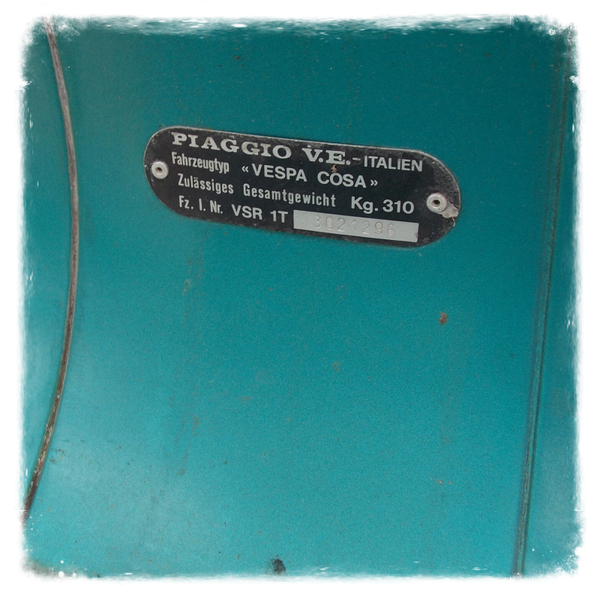 PIAGGIO V.E.-ITALIEN
Fahrzeugtyp «VESPA COSA»
Zulässiges Gesamtgewicht Kg. 310
Fz. I. Nr. VSR 1T